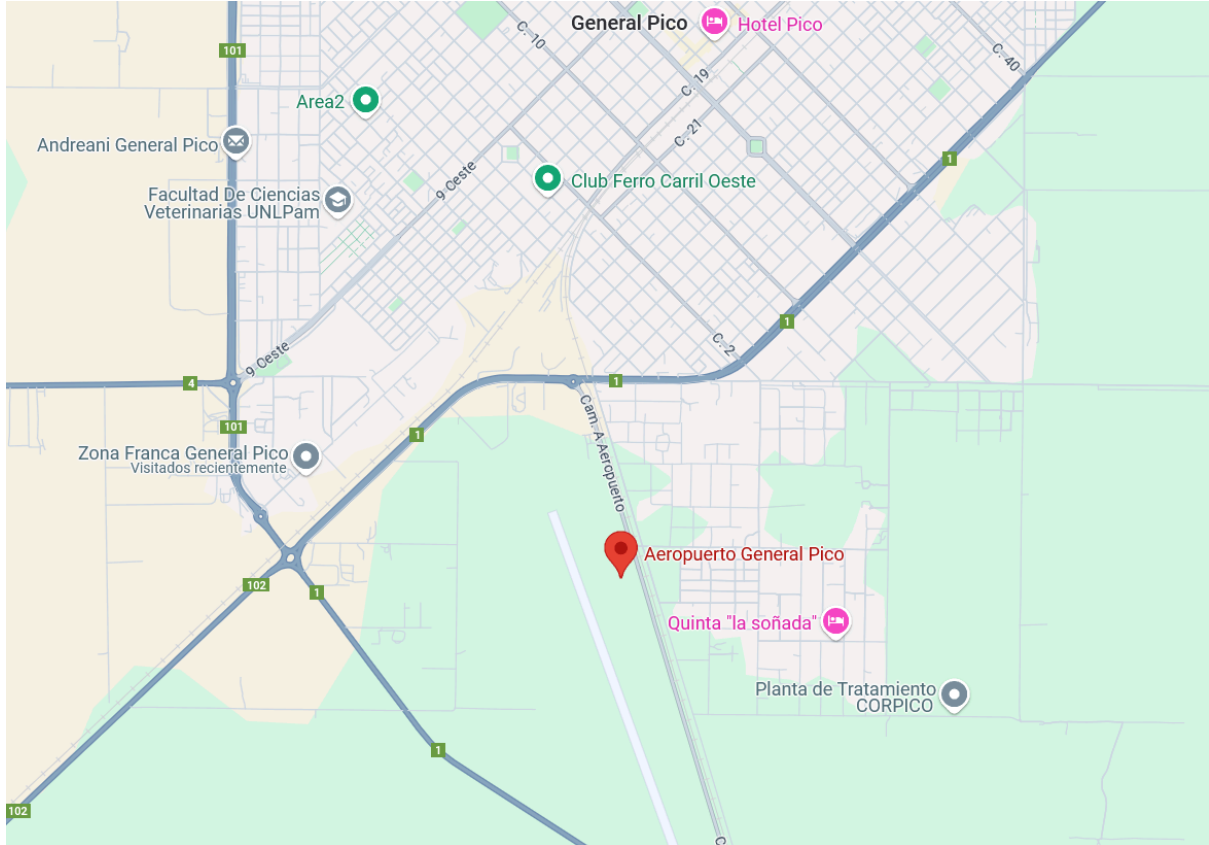 General Pico
Hotel Pico
101
C. 10
C. 40
C. 19
Area2
C. 21
Andreani General Pico
1
9 Oeste
Club Ferro Carril Oeste
Facultad De Ciencias
Veterinarias UNLPam
1
C. 2
9 Oeste
4
1
101
Cam. A Aeropuerto
1
Zona Franca General Pico
Visitados recientemente
Aeropuerto General Pico
102
1
Quinta "la soñada"
Planta de Tratamiento
CORPICO
1
102